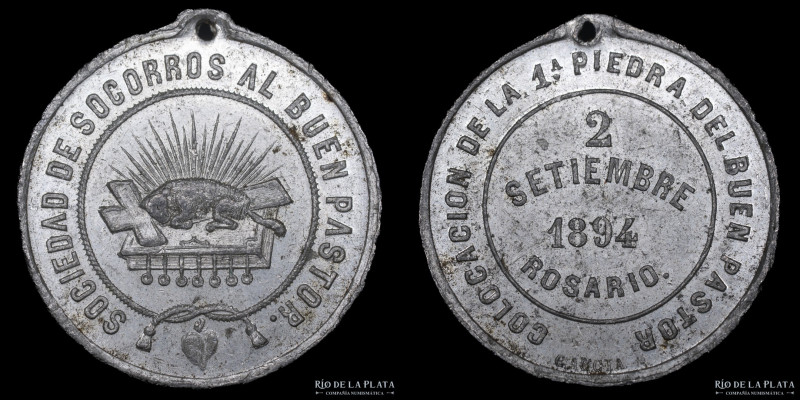 SOCIEDAD DE SOCORROS AL BUEN PASTOR.
COLOCACION DE LA 1.A PIEDRA DEL BUEN PASTOR
2
SETIEMBRE
1894
ROSARIO.
RÍO DE LA PLATA
COMPAÑÍA NUMISMÁTICA
RÍO DE LA PLATA
COMPAÑÍA NUMISMÁTICA